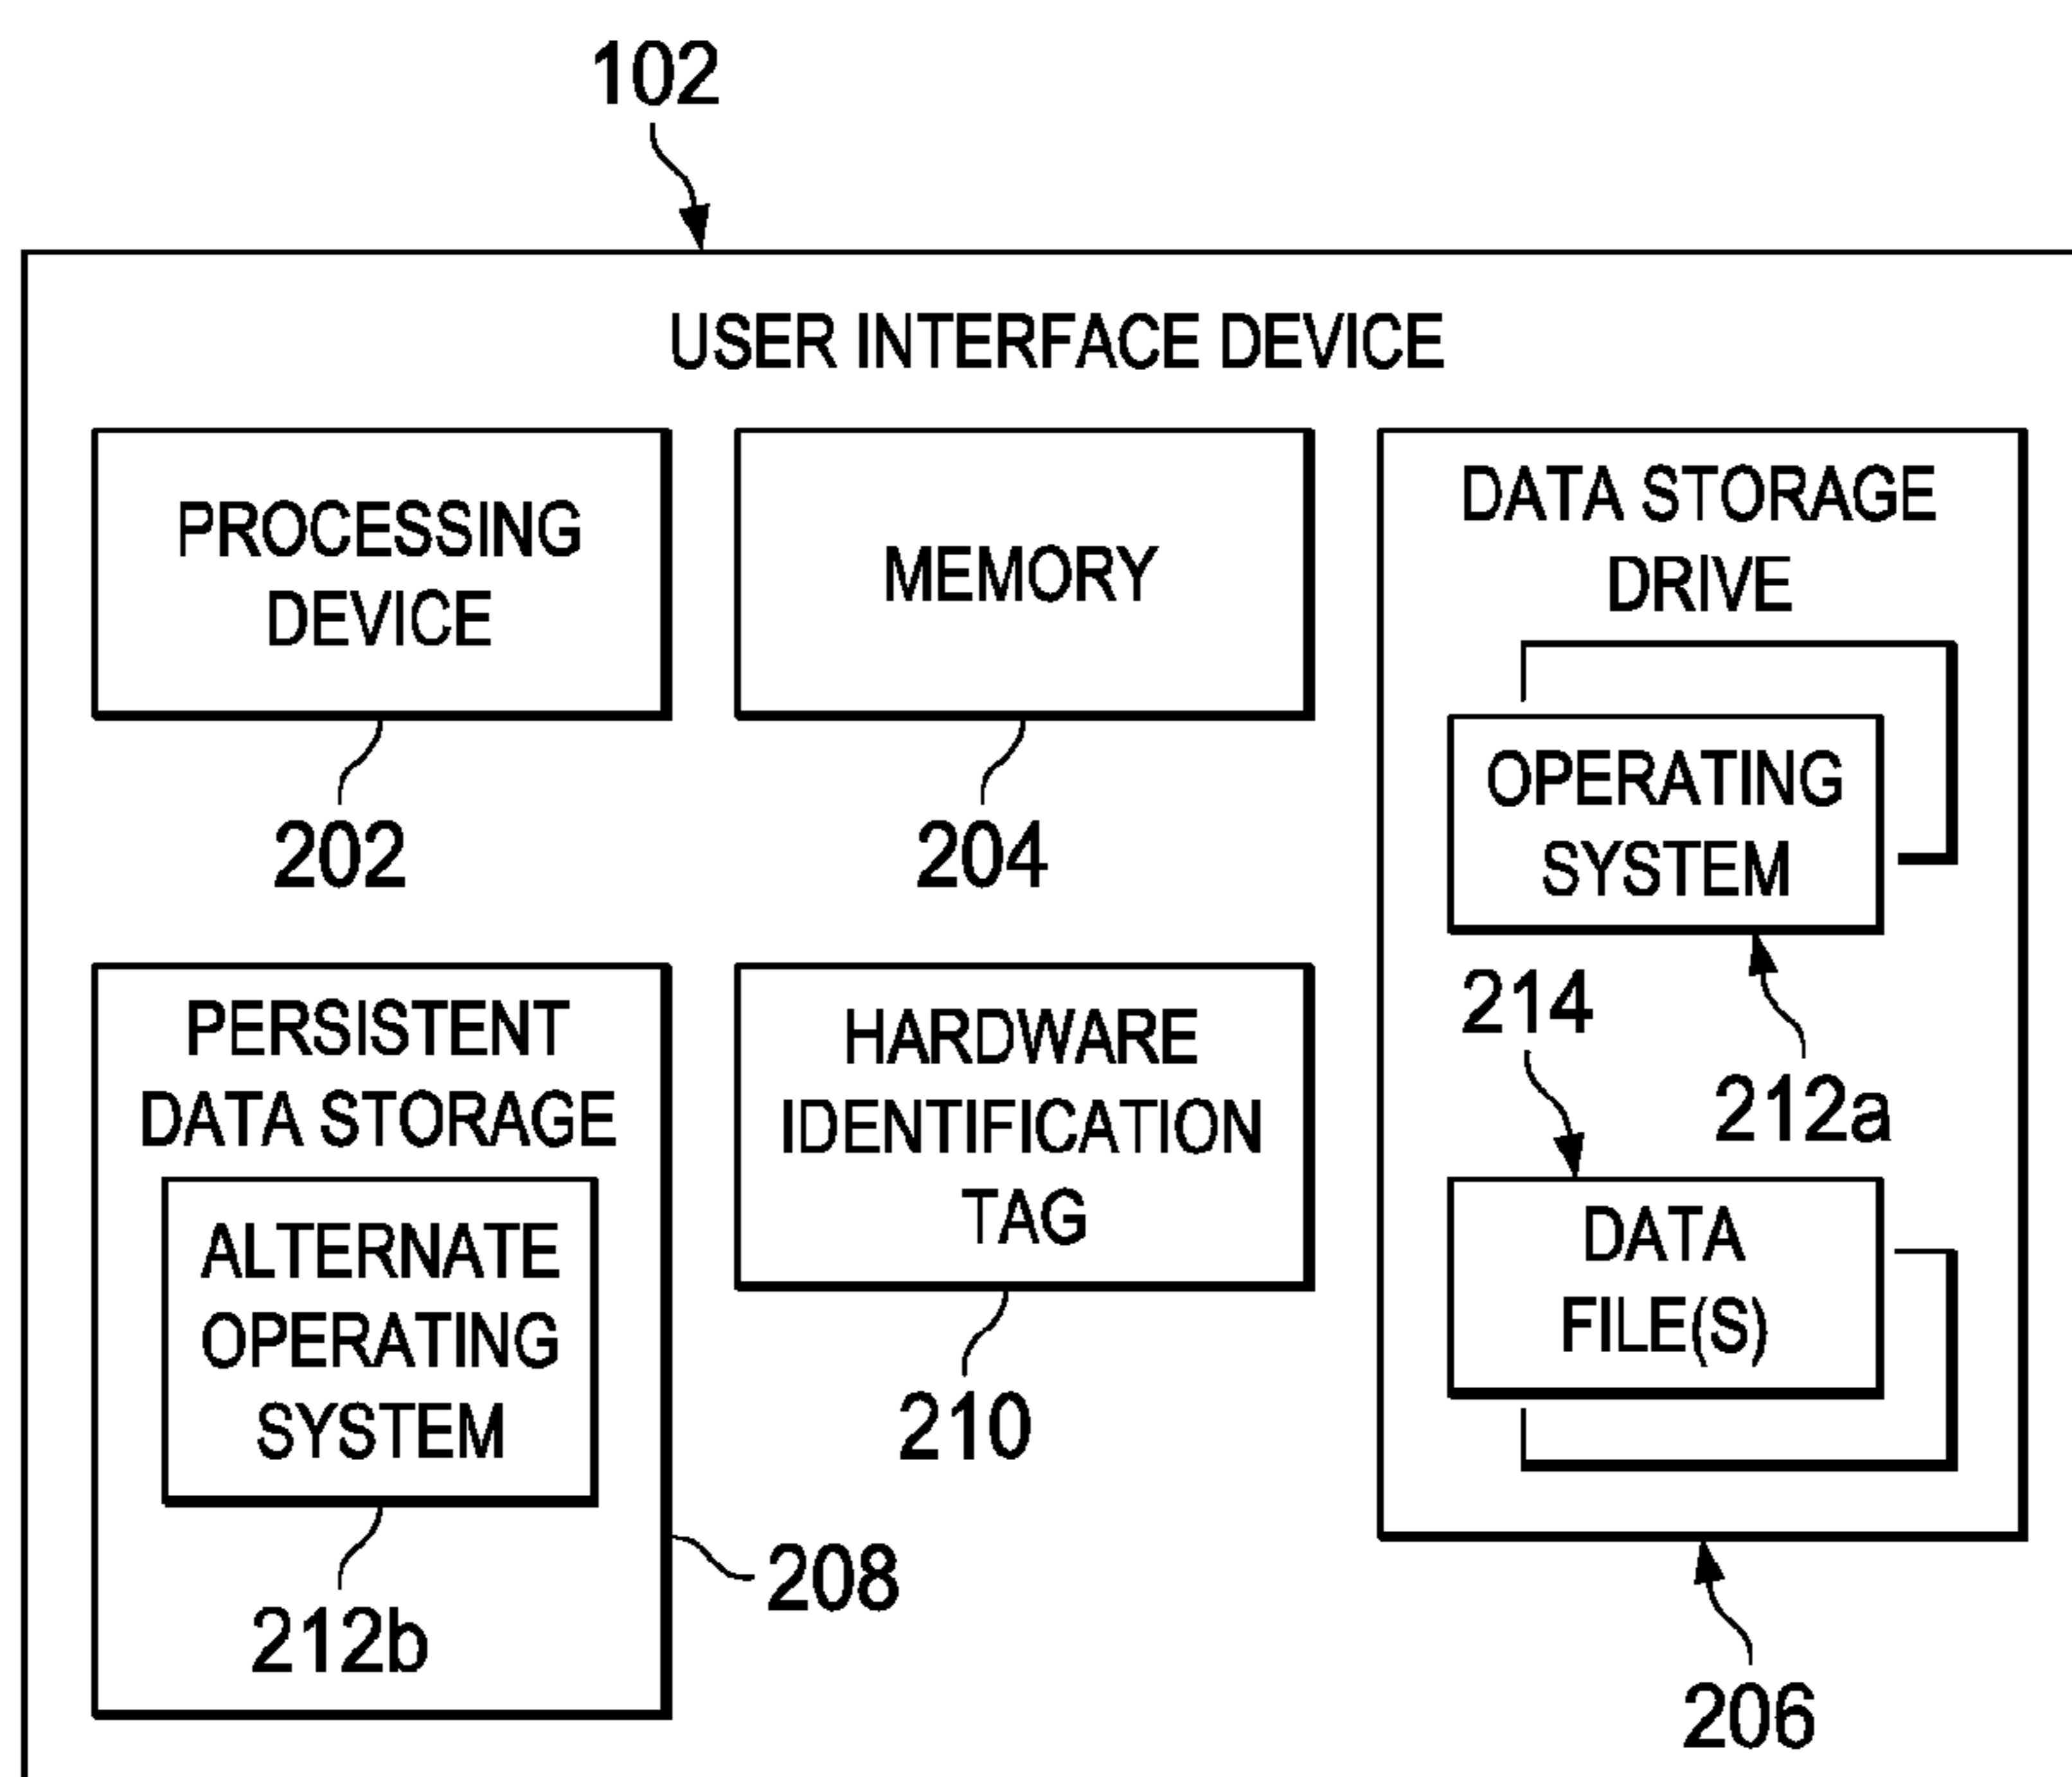 102
USER INTERFACE DEVICE
PROCESSING
DEVICE
202
MEMORY
204
DATA STORAGE
DRIVE
OPERATING
SYSTEM
212a
214
DATA
FILE(S)
206
PERSISTENT
DATA STORAGE
ALTERNATE
OPERATING
SYSTEM
212b
208
HARDWARE
IDENTIFICATION
TAG
210